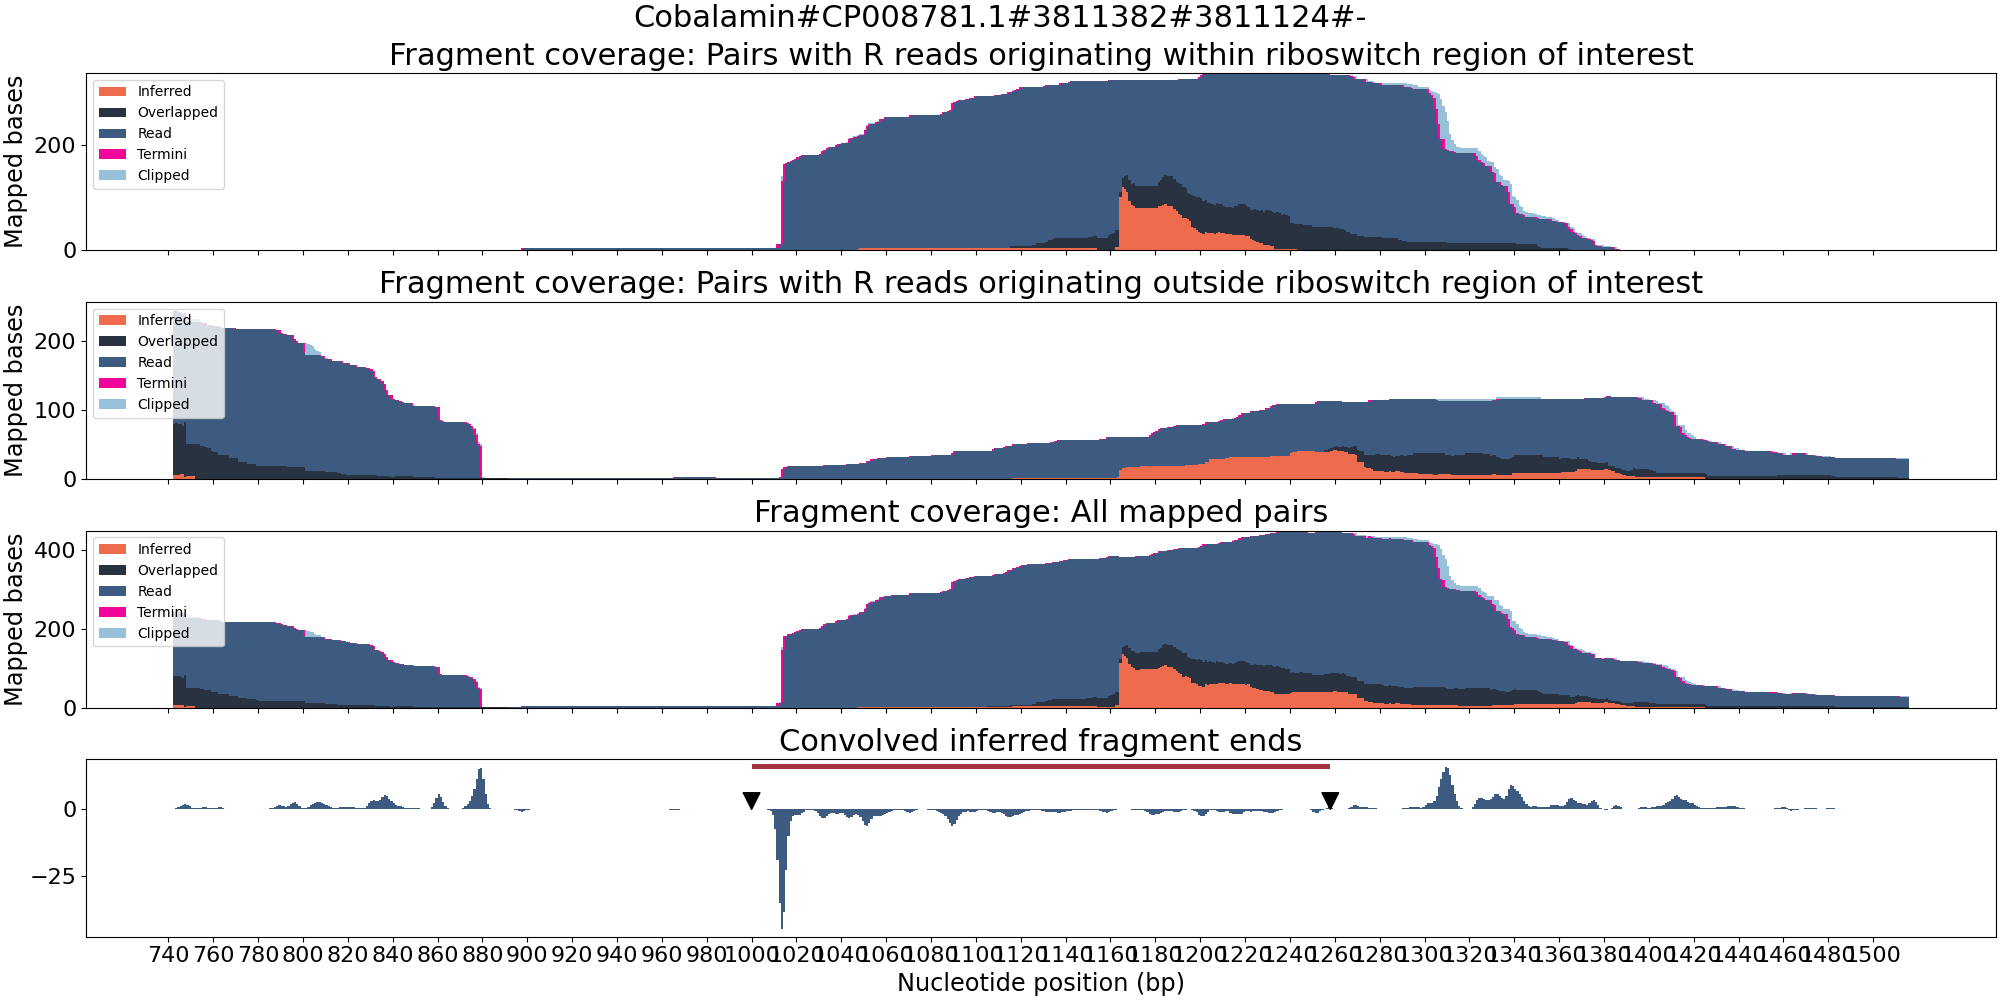 Cobalamin#CP008781.1#3811382#3811124#-
Fragment coverage: Pairs with R reads originating within riboswitch region of interest
Mapped bases
200
0
Inferred
Overlapped
Read
Termini
Clipped
Fragment coverage: Pairs with R reads originating outside riboswitch region of interest
Mapped bases
200
100
0
Inferred
Overlapped
Read
Termini
Clipped
Fragment coverage: All mapped pairs
Mapped bases
400
200
0
Inferred
Overlapped
Read
Termini
Clipped
Convolved inferred fragment ends
0
−25
740 760 780 800 820 840 860 880 900 920 940 960 980 1000 1020 1040 1060 1080 1100 1120 1140 1160 1180 1200 1220 1240 1260 1280 1300 1320 1340 1360 1380 1400 1420 1440 1460 1480 1500
Nucleotide position (bp)